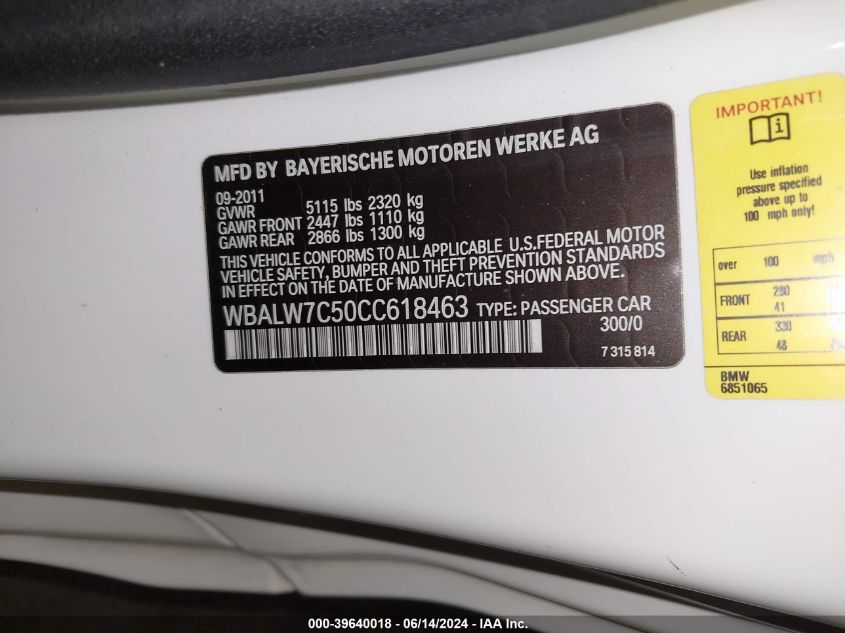 MFD BY BAYERISCHE MOTOREN WERKE AG
09-2011
GVWR 5115 lbs 2320 kg
GAWR FRONT 2447 lbs 1110 kg
GAWR REAR 2866 lbs 1300 kg
THIS VEHICLE CONFORMS TO ALL APPLICABLE U.S.FEDERAL MOTOR
VEHICLE SAFETY, BUMPER AND THEFT PREVENTION STANDARDS
IN EFFECT ON THE DATE OF MANUFACTURE SHOWN ABOVE.
WBALW7C50CC618463 TYPE: PASSENGER CAR
300/0
7 315 814
IMPORTANT!
Use inflation
pressure specified
above up to
100 mph only!
over 100 mph
FRONT 280
41
REAR 330
48
BMW
6851065
000-39640018 - 06/14/2024 - IAA Inc.